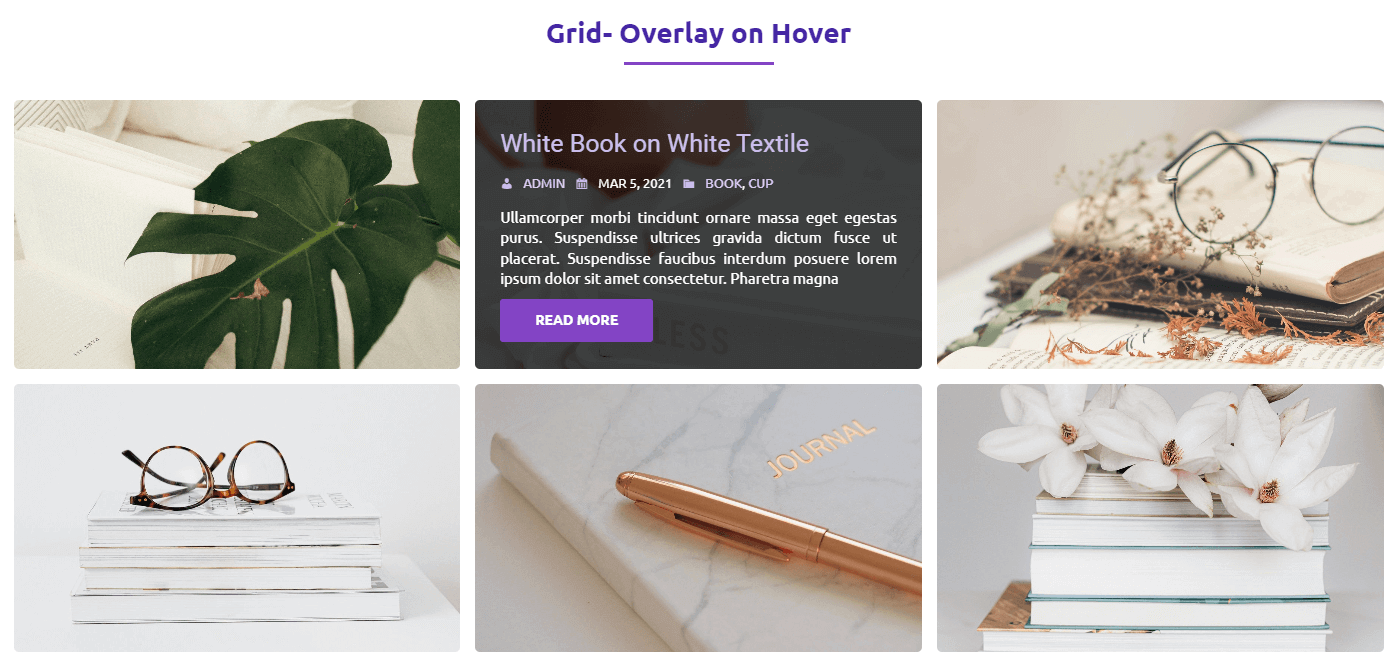 Grid- Overlay on Hover
White Book on White Textile
ADMIN MAR 5, 2021 BOOK, CUP
Ullamcorper morbi tincidunt ornare massa eget egestas
purus. Suspendisse ultrices gravida dictum fusce ut
placerat. Suspendisse faucibus interdum posuere lorem
ipsum dolor sit amet consectetur. Pharetra magna
READ MORE
JOURNAL